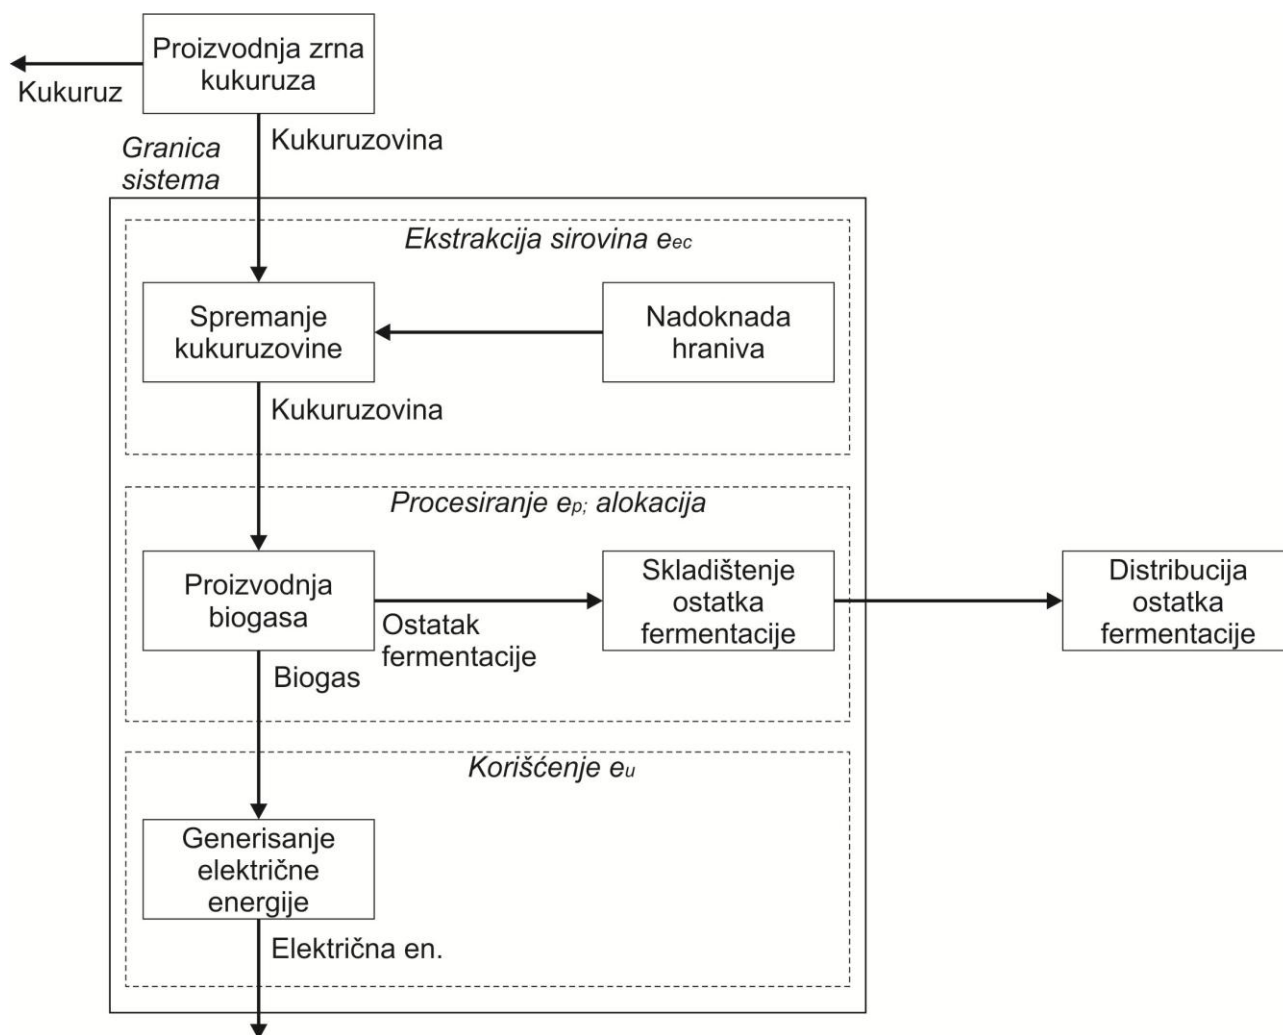 Proizvodnja zrna
kukuruza
Kukuruz
Kukuruzovina
Granica
sistema
Ekstrakcija sirovina eec
Spremanje
kukuruzovine
Nadoknada
hraniva
Kukuruzovina
Procesiranje ep; alokacija
Proizvodnja
biogasa
Ostatak
fermentacije
Skladištenje
ostatka
fermentacije
Distribucija
ostatka
fermentacije
Biogas
Korišćenje eu
Generisanje
električne
energije
Električna en.